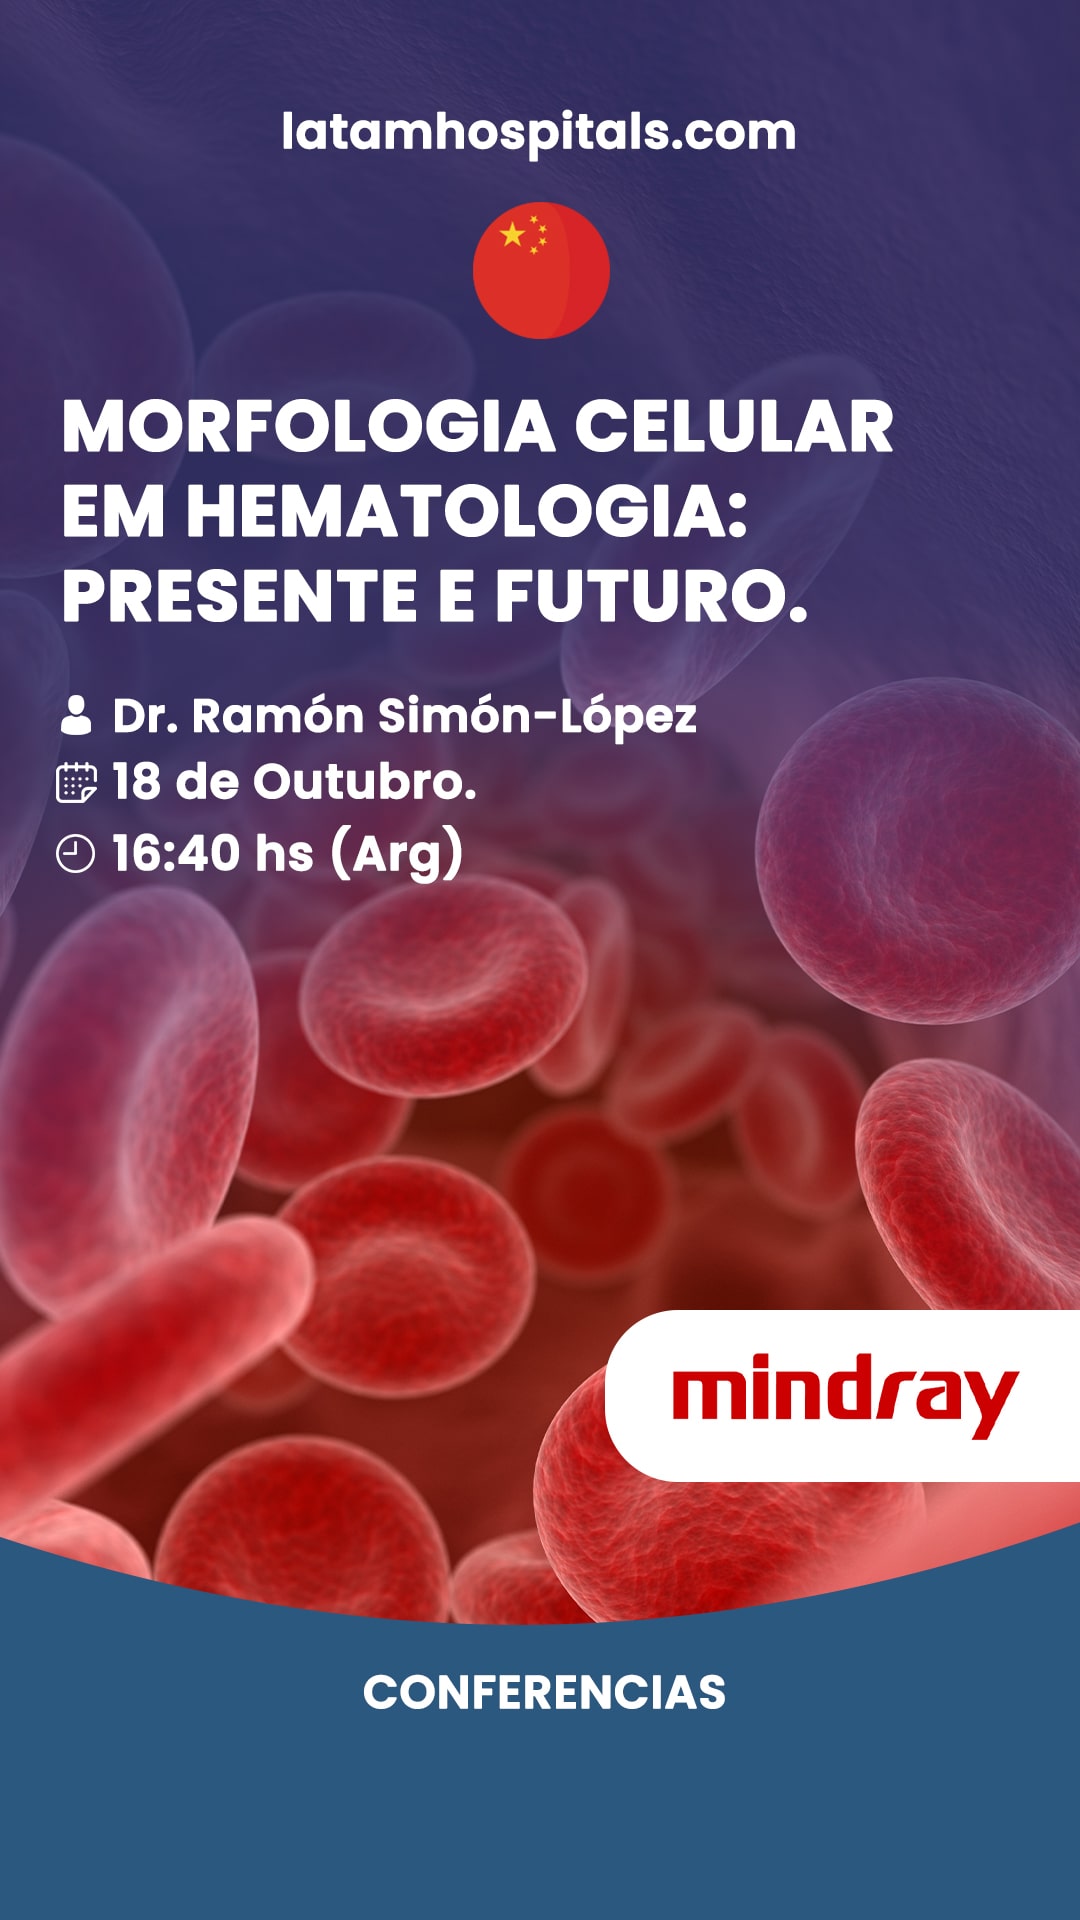 latamhospitals.com
MORFOLOGIA CELULAR
EM HEMATOLOGIA:
PRESENTE E FUTURO.
Dr. Ramón Simón-López
18 de Outubro.
16:40 hs (Arg)
mindray
CONFERENCIAS